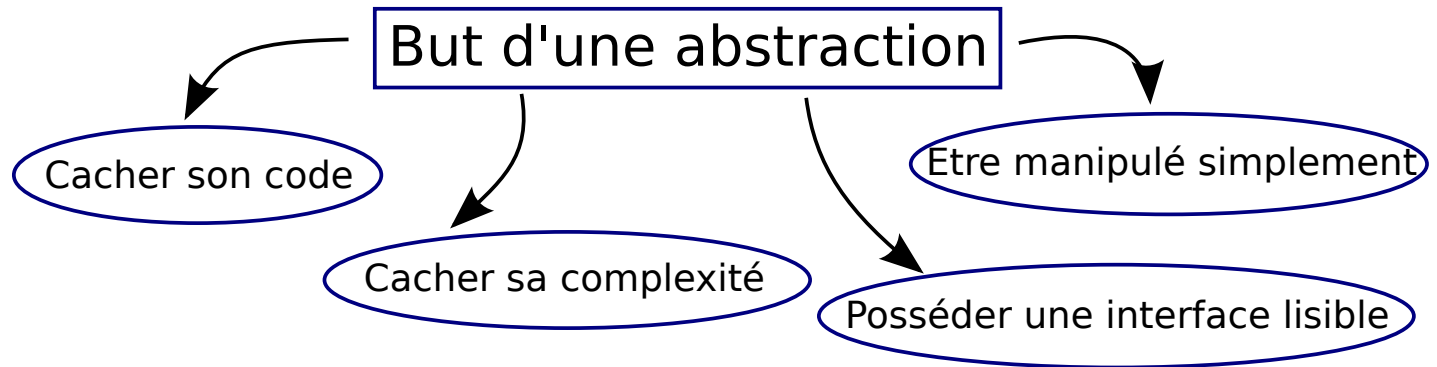 But d'une abstraction
Cacher son code
Etre manipulé simplement
Cacher sa complexité
Posséder une interface lisible